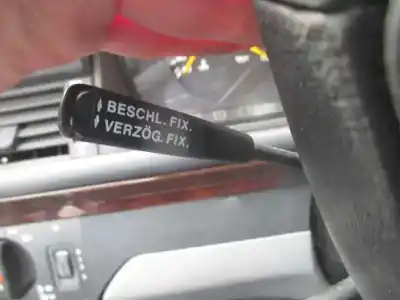 BESCHL. FIX.
VERZÖG. FIX.